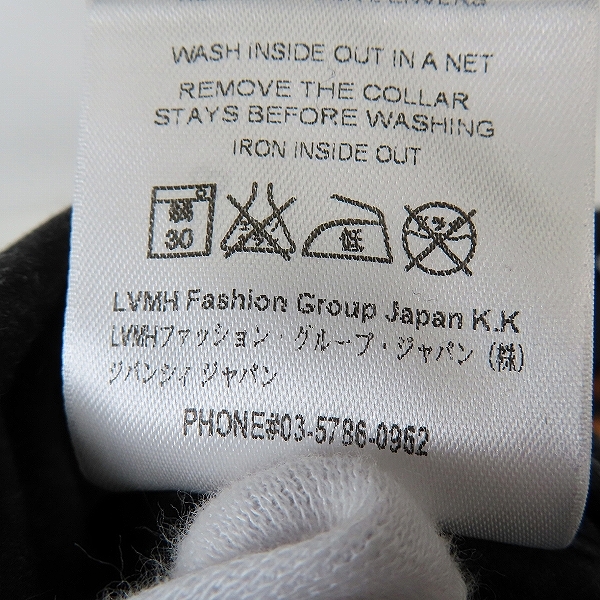 WASH INSIDE OUT IN A NET
REMOVE THE COLLAR
STAYS BEFORE WASHING
IRON INSIDE OUT
弱
30
低
LVMH Fashion Group Japan K.K
LVMHファッション・グループ・ジャパン (株)
ジバンシィ ジャパン
PHONE#03-5786-0962